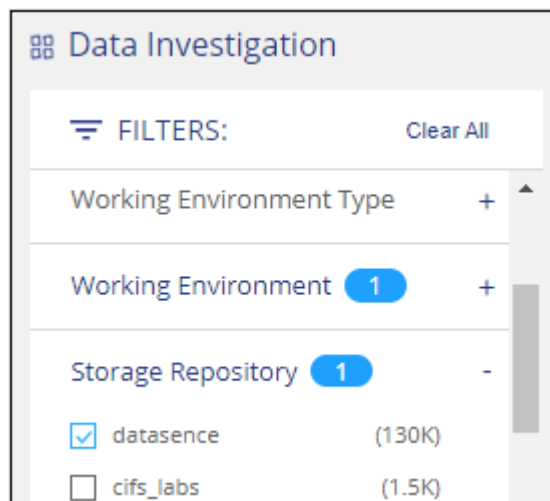 Data Investigation
FILTERS: Clear All
Working Environment Type +
Working Environment 1 +
Storage Repository 1 -
datasence (130K)
cifs_labs (1.5K)